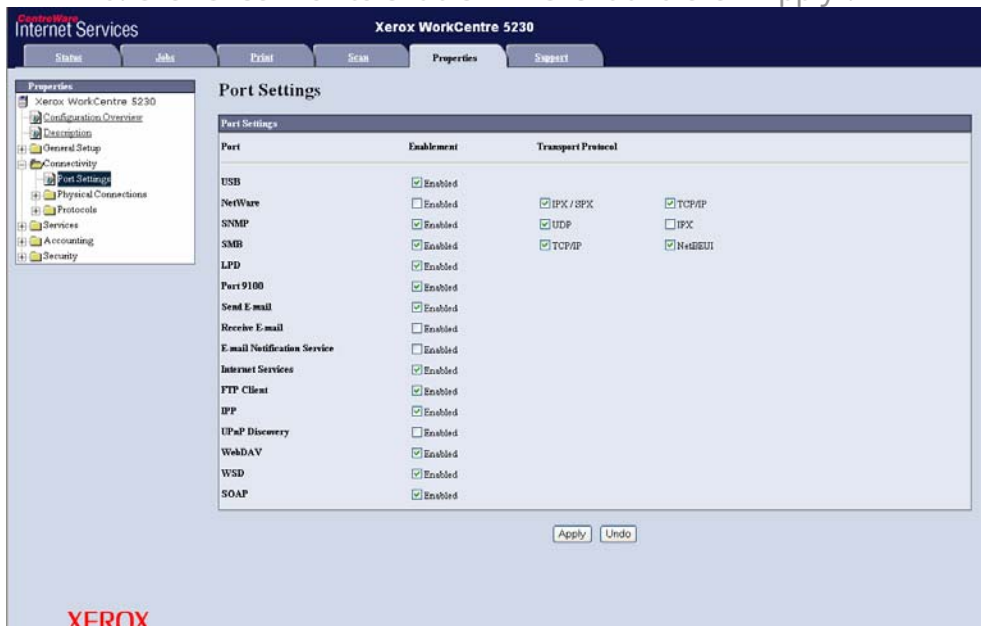 Apply
CentreWare
Internet Services
Xerox WorkCentre 5230
Status
Jobs
Print
Scan
Properties
Support
Properties
Xerox WorkCentre 5230
Configuration Overview
Description
General Setup
Connectivity
Port Settings
Physical Connections
Protocols
Services
Accounting
Security
Port Settings
Port Settings
Port Enablement Transport Protocol
USB Enabled
NetWare Enabled IPX / SPX TCP/IP
SNMP Enabled UDP IPX
SMB Enabled TCP/IP NetBEUI
LPD Enabled
Port 9100 Enabled
Send E-mail Enabled
Receive E-mail Enabled
E-mail Notification Service Enabled
Internet Services Enabled
FTP Client Enabled
IPP Enabled
UPnP Discovery Enabled
WebDAV Enabled
WSD Enabled
SOAP Enabled
Apply Undo
XEROX